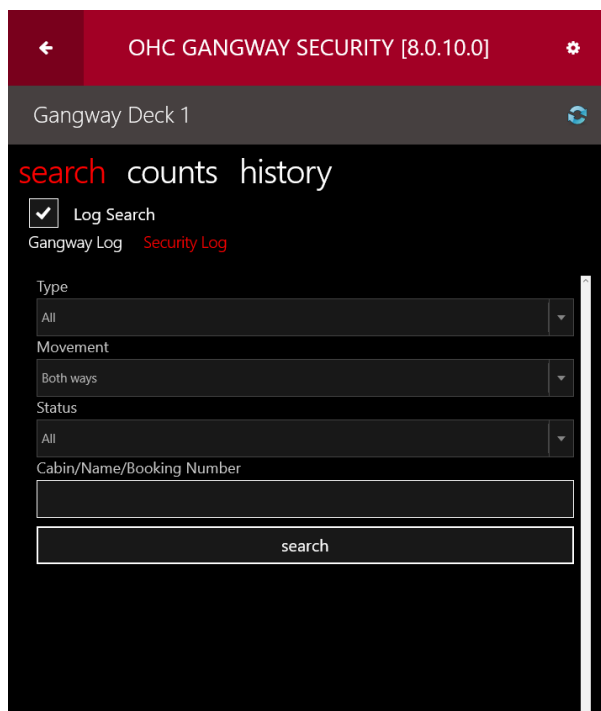 OHC GANGWAY SECURITY [8.0.10.0]
Gangway Deck 1
search counts history
Log Search
Gangway Log Security Log
Type
All
Movement
Both ways
Status
All
Cabin/Name/Booking Number
search